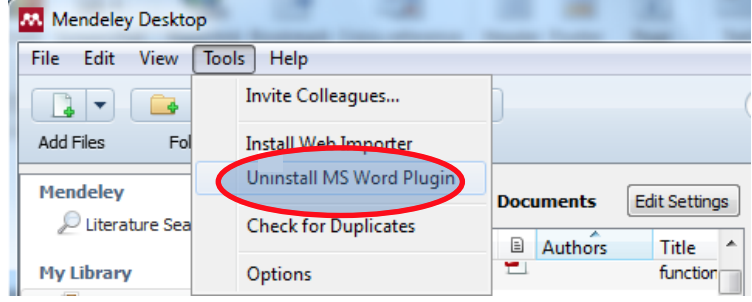 Mendeley Desktop
File Edit View Tools Help
Invite Colleagues...
Add Files Fol
Install Web Importer
Uninstall MS Word Plugin
Mendeley
Documents Edit Settings
Literature Sea
Check for Duplicates
Authors Title
My Library
Options
function